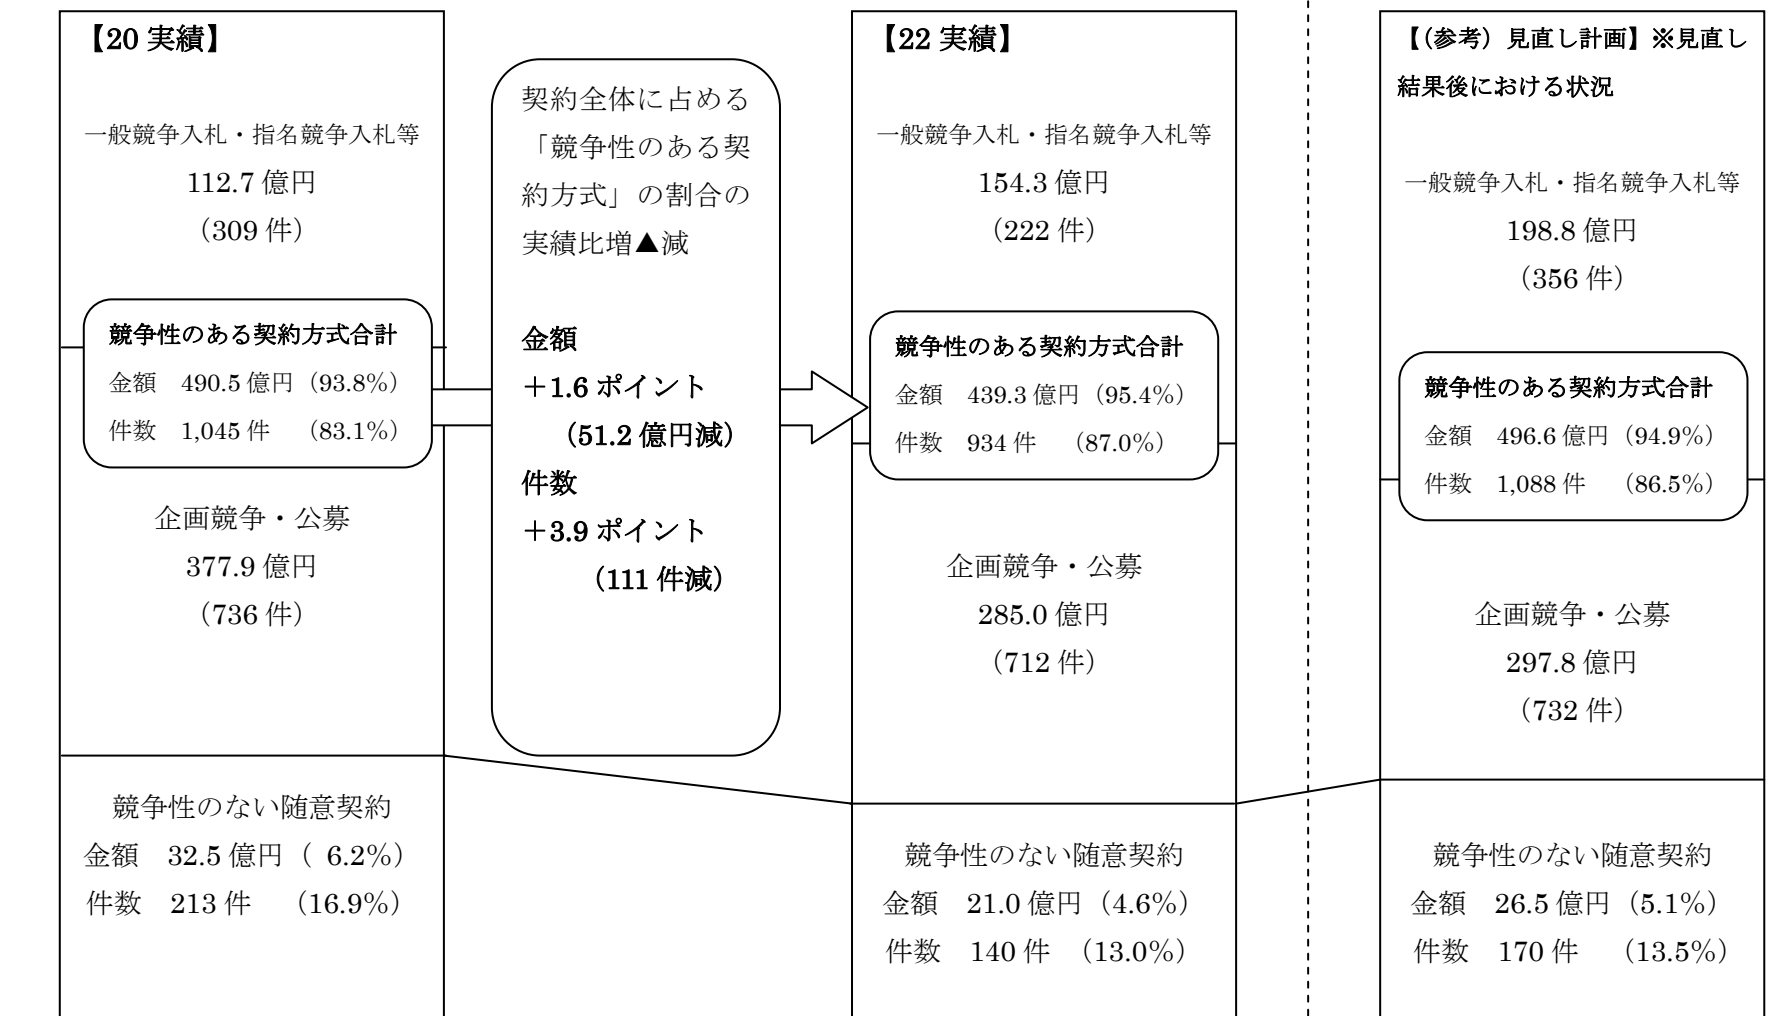 【20 実績】
一般競争入札・指名競争入札等
112.7 億円
（309 件）
競争性のある契約方式合計
金額　490.5 億円（93.8%）
件数　1,045 件　（83.1%）
企画競争・公募
377.9 億円
（736 件）
競争性のない随意契約
金額　32.5 億円（ 6.2%）
件数　213 件　（16.9%）
契約全体に占める
「競争性のある契
約方式」の割合の
実績比増▲減
金額
＋1.6 ポイント
（51.2 億円減）
件数
＋3.9 ポイント
（111 件減）
【22 実績】
一般競争入札・指名競争入札等
154.3 億円
（222 件）
競争性のある契約方式合計
金額　439.3 億円（95.4%）
件数　934 件　（87.0%）
企画競争・公募
285.0 億円
（712 件）
競争性のない随意契約
金額　21.0 億円（4.6%）
件数　140 件　（13.0%）
【（参考）見直し計画】※見直し
結果後における状況
一般競争入札・指名競争入札等
198.8 億円
（356 件）
競争性のある契約方式合計
金額　496.6 億円（94.9%）
件数　1,088 件　（86.5%）
企画競争・公募
297.8 億円
（732 件）
競争性のない随意契約
金額　26.5 億円（5.1%）
件数　170 件　（13.5%）